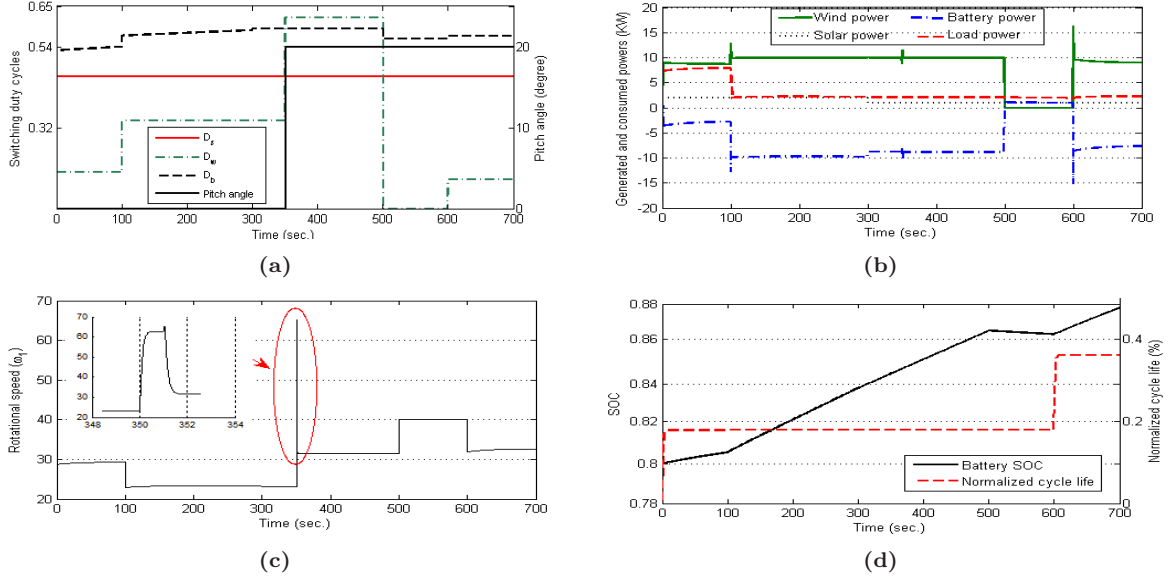 0.65
0.54
0.32
Switching duty cycles
20
10
0
Pitch angle (degree)
D_s
D_w
D_b
Pitch angle
0 100 200 300 400 500 600 700
Time (sec.)
(a)
20
15
10
5
0
-5
-10
-15
-20
Generated and consumed powers (KW)
Wind power
Battery power
Solar power
Load power
0 100 200 300 400 500 600 700
Time (sec.)
(b)
70
60
50
40
30
20
Rotational speed (ω₁)
70
60
50
40
30
20
348 350 352 354
0 100 200 300 400 500 600 700
Time (sec.)
(c)
0.88
0.86
0.84
0.82
0.8
0.78
SOC
0.4
0.2
0
Normalized cycle life (%)
Battery SOC
Normalized cycle life
0 100 200 300 400 500 600 700
Time (sec.)
(d)